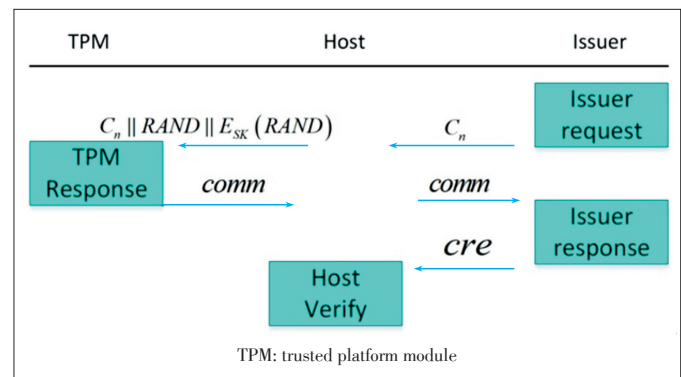 TPM Host Issuer
Issuer
request
C_n || RAND || E_SK (RAND)
C_n
TPM
Response
comm
comm
Issuer
response
cre
Host
Verify
TPM: trusted platform module